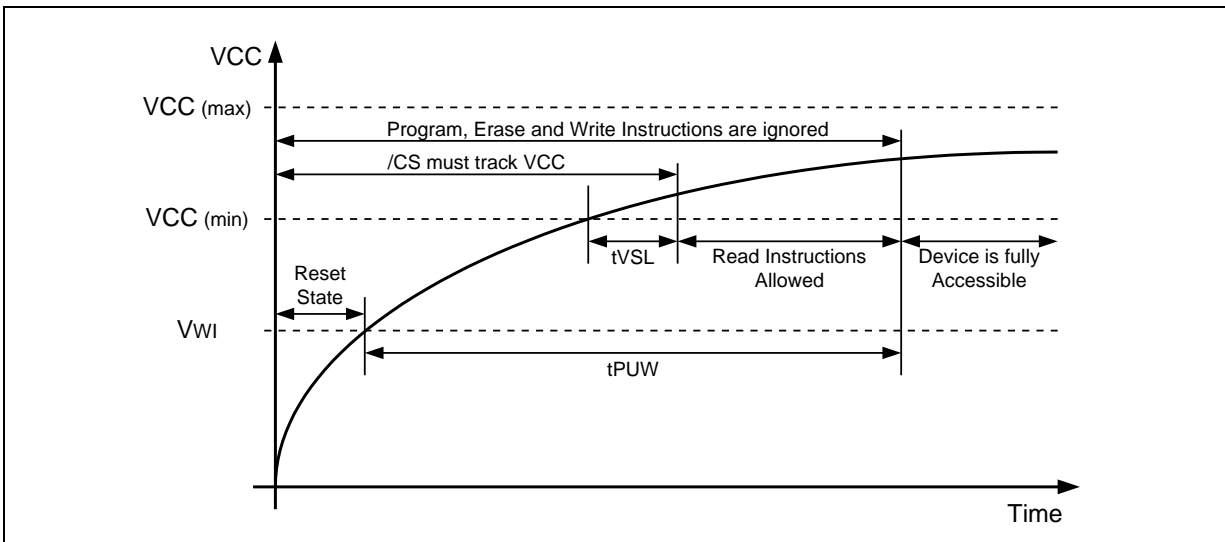 VCC
VCC (max)
Program, Erase and Write Instructions are ignored
/CS must track VCC
VCC (min)
tVSL
Read Instructions
Allowed
Device is fully
Accessible
Reset
State
VWI
tPUW
Time